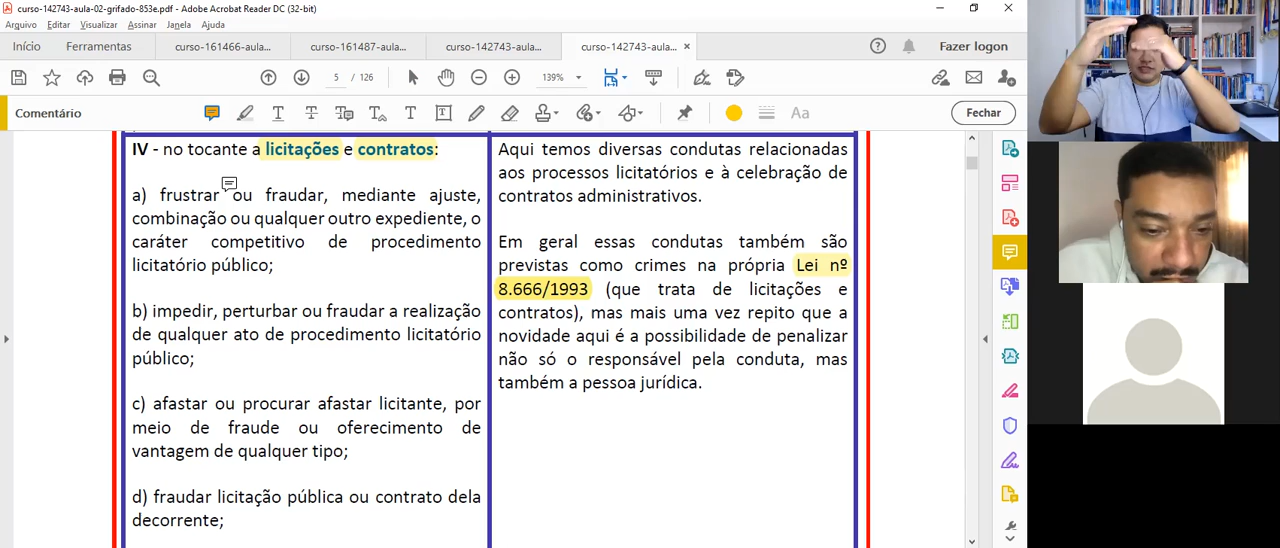 curso-142743-aula-02-grifado-853e.pdf - Adobe Acrobat Reader DC (32-bit)
Arquivo Editar Visualizar Assinar Janela Ajuda
Início Ferramentas curso-161466-aula... curso-161487-aula... curso-142743-aula... curso-142743-aula... × Fazer logon
5 / 126 139%
Comentário Aa Fechar
IV - no tocante a licitações e contratos:
a) frustrar ou fraudar, mediante ajuste,
combinação ou qualquer outro expediente, o
caráter competitivo de procedimento
licitatório público;
b) impedir, perturbar ou fraudar a realização
de qualquer ato de procedimento licitatório
público;
c) afastar ou procurar afastar licitante, por
meio de fraude ou oferecimento de
vantagem de qualquer tipo;
d) fraudar licitação pública ou contrato dela
decorrente;
Aqui temos diversas condutas relacionadas
aos processos licitatórios e à celebração de
contratos administrativos.
Em geral essas condutas também são
previstas como crimes na própria Lei nº
8.666/1993 (que trata de licitações e
contratos), mas mais uma vez repito que a
novidade aqui é a possibilidade de penalizar
não só o responsável pela conduta, mas
também a pessoa jurídica.